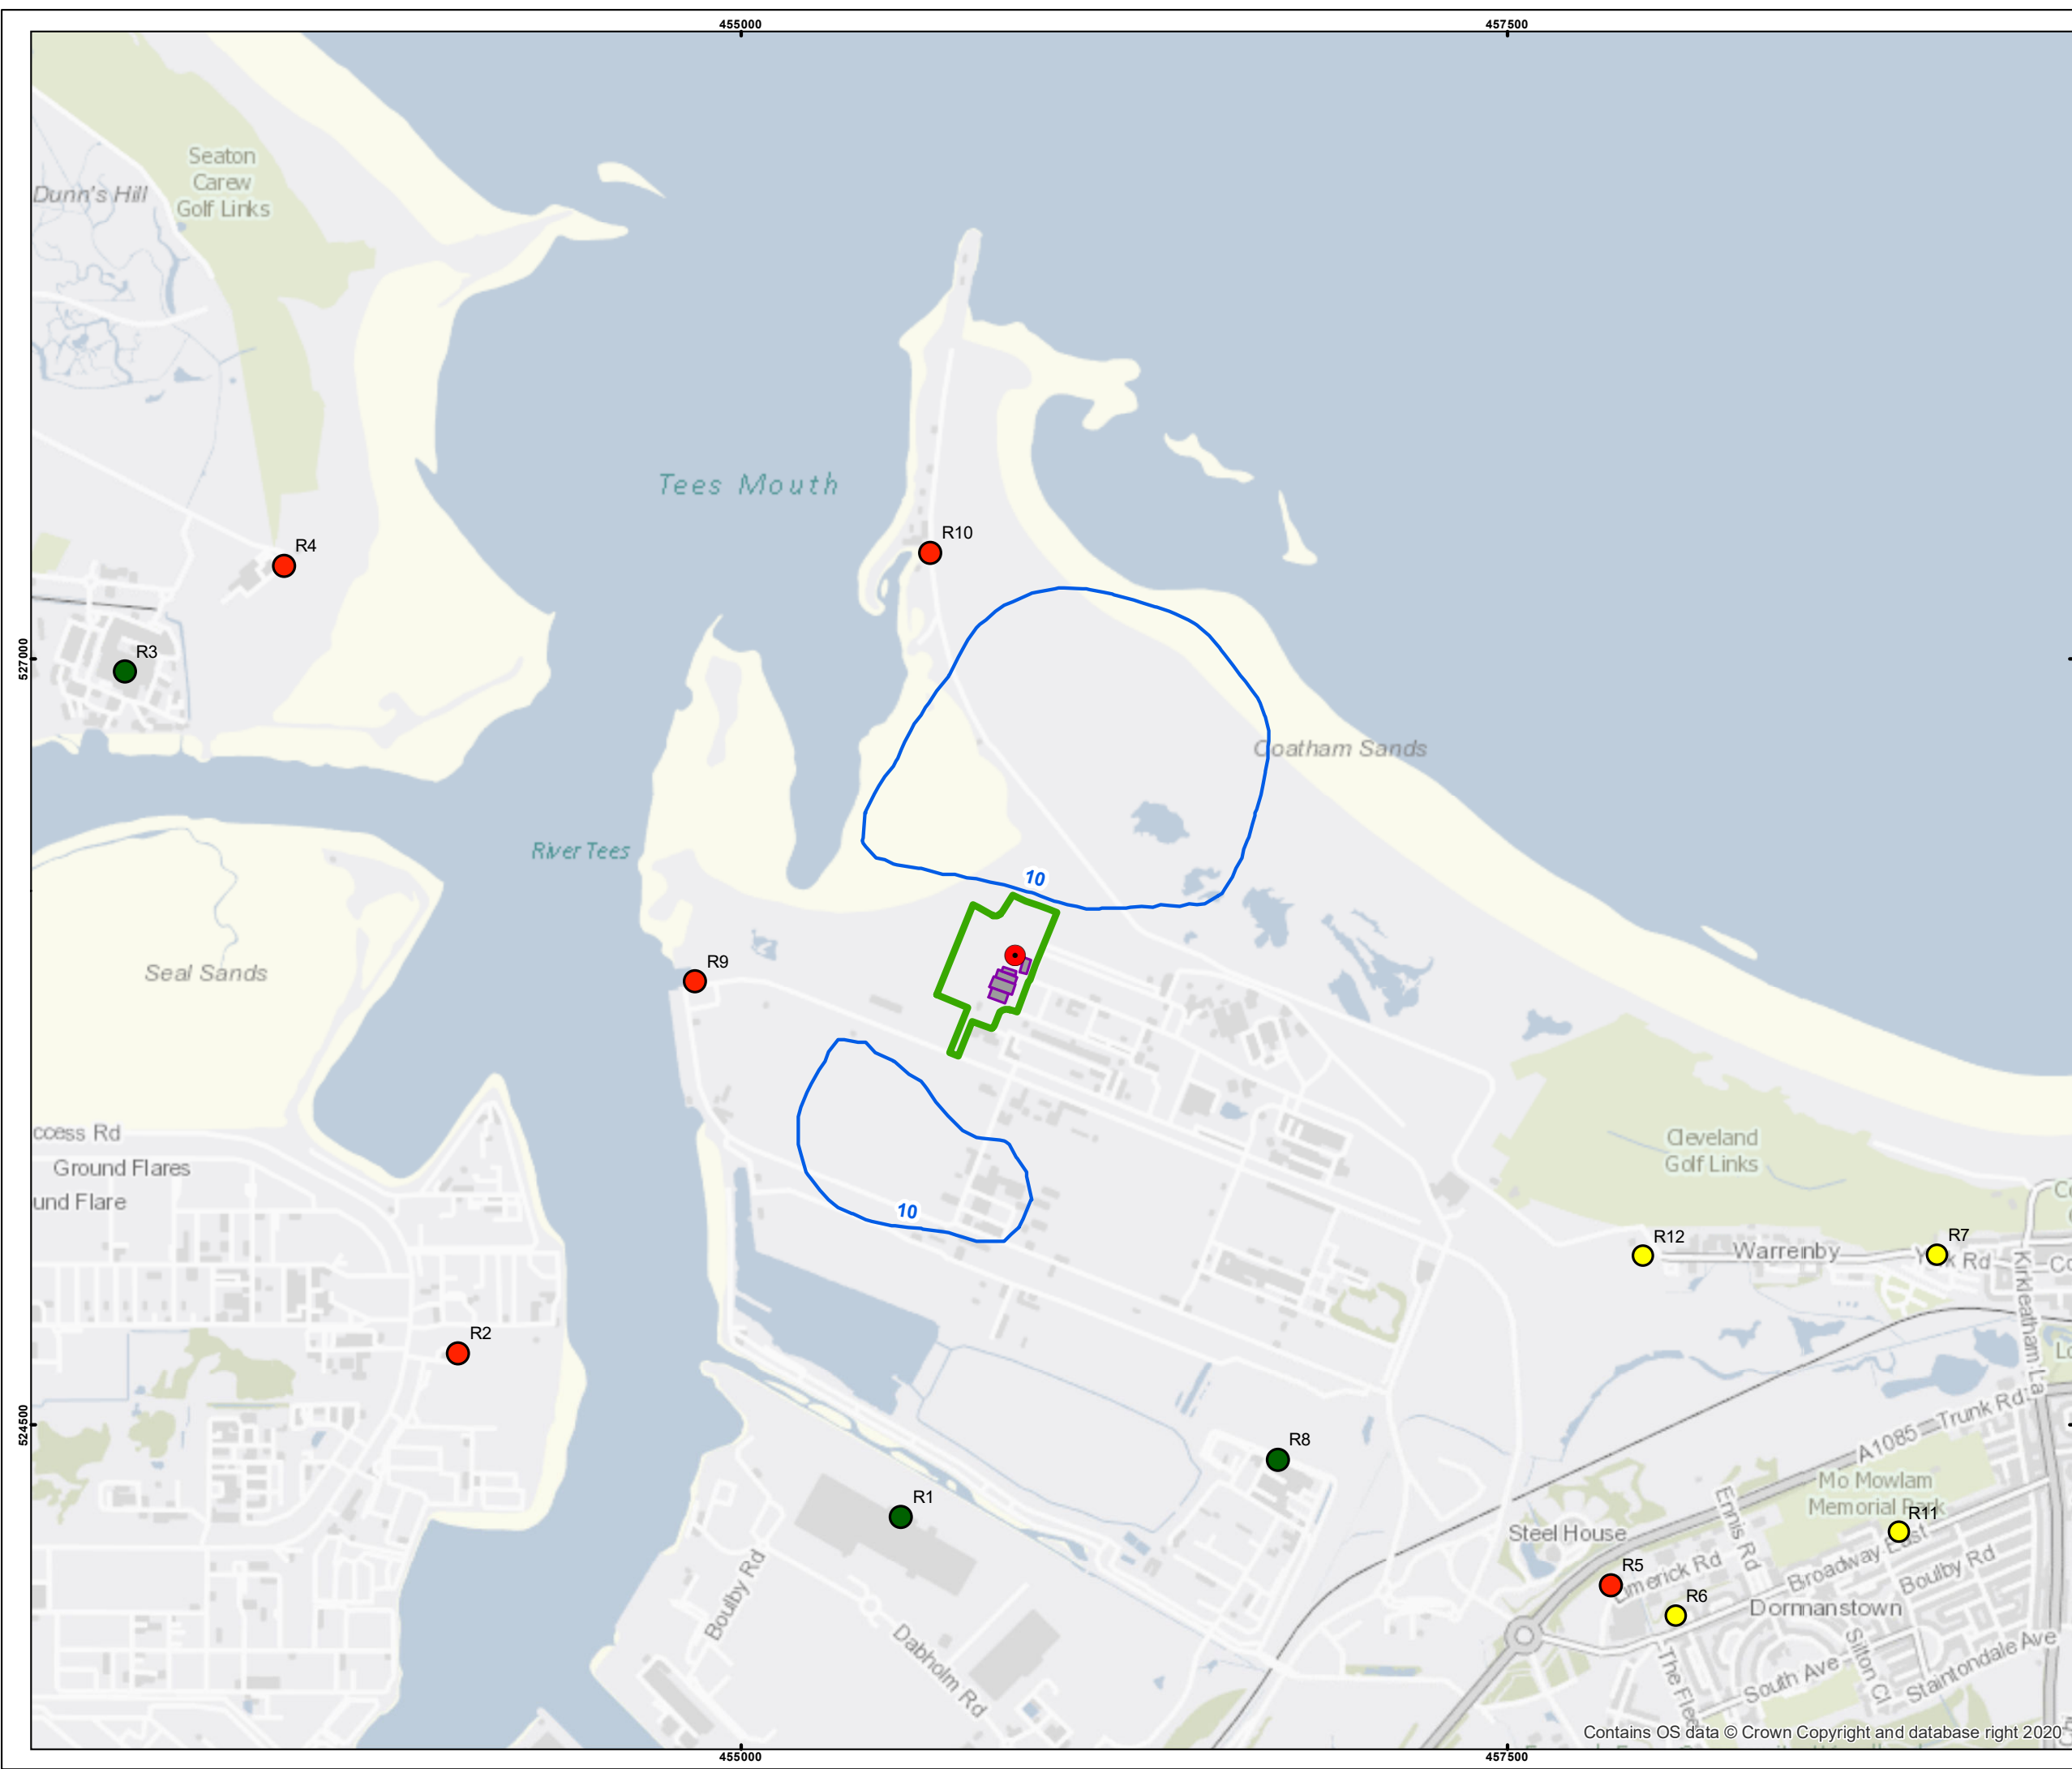 455000
457500
Seaton
Carew
Golf Links
Dunn's Hill
Tees Mouth
R10
R4
527000
R3
Coatham Sands
River Tees
10
R9
Seal Sands
ccess Rd
Ground Flares
und Flare
Cleveland
Golf Links
10
R12
R7
Warrenby
Kirkleatham La
R2
524500
A1085
Trunk Rd
R8
Mo Mowlam
Memorial Park
R1
R11
Ennis Rd
Steel House
Broadway East
R5
Boulby Rd
R6
Boulby Rd
Dormanstown
Dabholm Rd
Silton Cl
South Ave
Staintondale Ave
Contains OS data © Crown Copyright and database right 2020
455000
457500